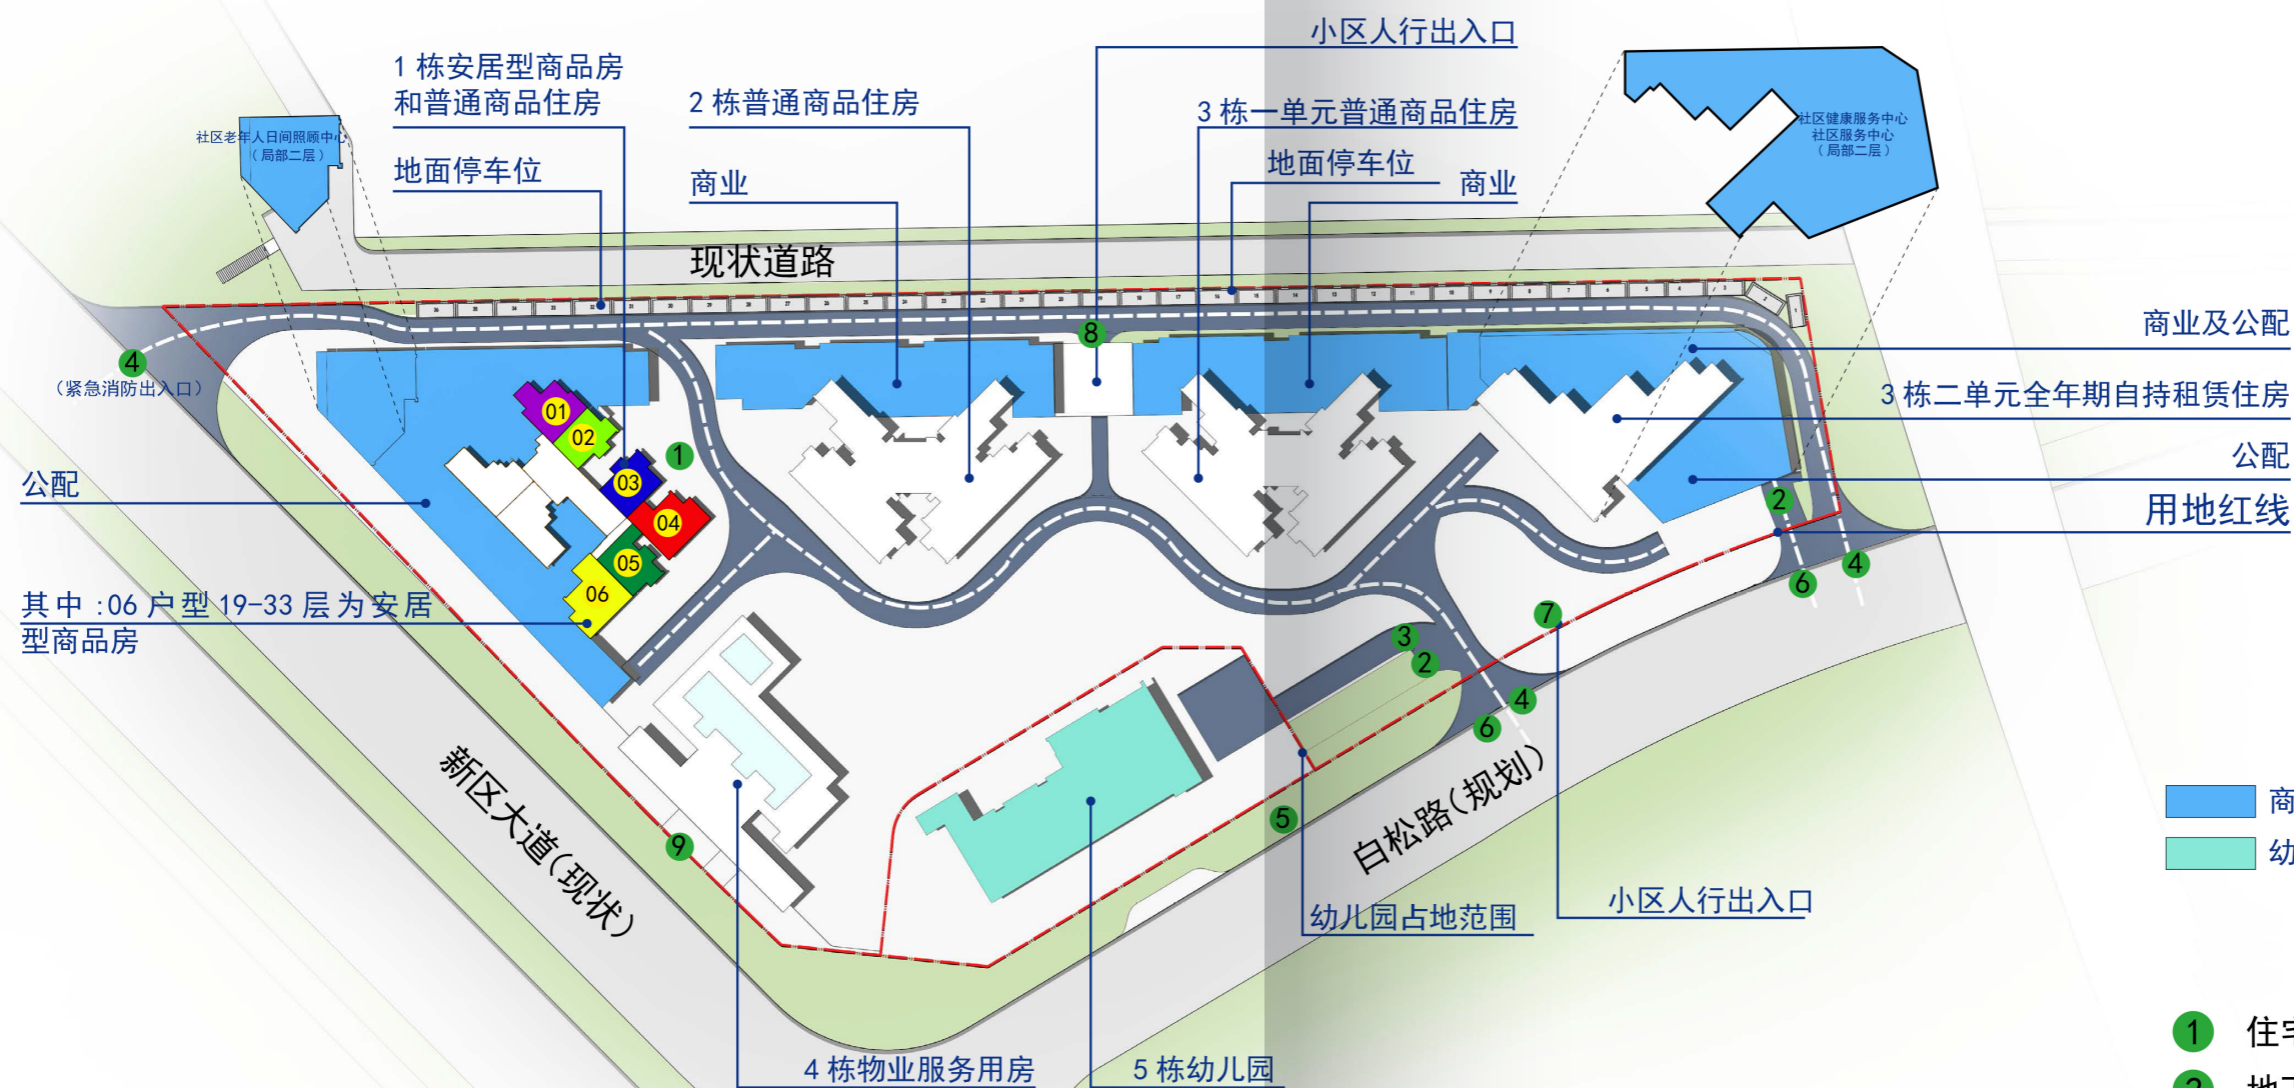 小区人行出入口
1 栋安居型商品房
和普通商品住房
2 栋普通商品住房
3 栋一单元普通商品住房
社区老年人日间照顾中心
（局部二层）
社区健康服务中心
社区服务中心
（局部二层）
地面停车位
商业
地面停车位
商业
现状道路
商业及公配
8
4
（紧急消防出入口）
3 栋二单元全年期自持租赁住房
01
02
1
公配
03
公配
04
2
用地红线
05
4
6
06
其中 :06 户型 19-33 层为安居
型商品房
7
3
2
4
6
新区大道(现状)
白松路(规划)
商
5
9
幼
小区人行出入口
幼儿园占地范围
1 住宅
4 栋物业服务用房
5 栋幼儿园
2